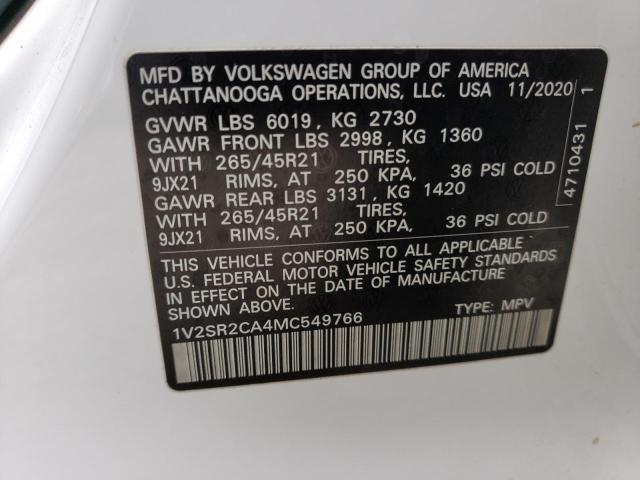 MFD BY VOLKSWAGEN GROUP OF AMERICA
CHATTANOOGA OPERATIONS, LLC. USA 11/2020
GVWR LBS 6019, KG 2730
GAWR FRONT LBS 2998, KG 1360
WITH 265/45R21 TIRES,
9JX21 RIMS, AT 250 KPA, 36 PSI COLD
GAWR REAR LBS 3131, KG 1420
WITH 265/45R21 TIRES,
9JX21 RIMS, AT 250 KPA, 36 PSI COLD
THIS VEHICLE CONFORMS TO ALL APPLICABLE
U.S. FEDERAL MOTOR VEHICLE SAFETY STANDARDS
IN EFFECT ON THE DATE OF MANUFACTURE
SHOWN ABOVE.
1V2SR2CA4MC549766 TYPE: MPV
4710431 1